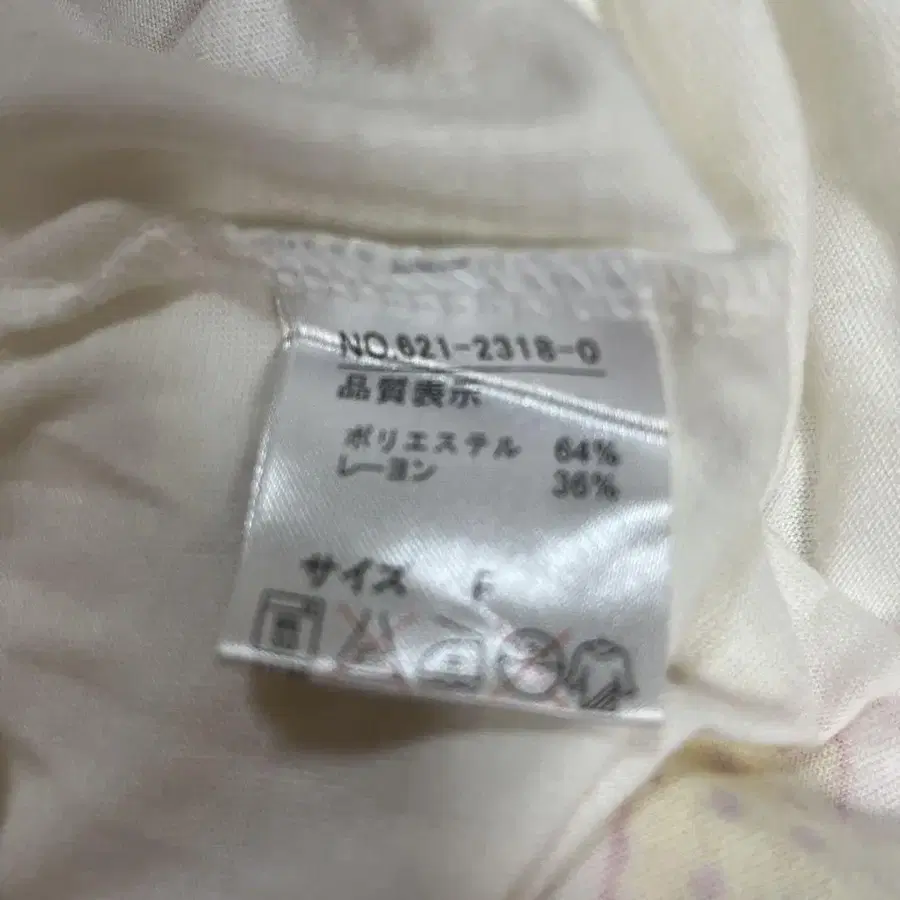 NO.621-2318-0
品質表示
ポリエステル 64%
レーヨン 36%
サイズ F